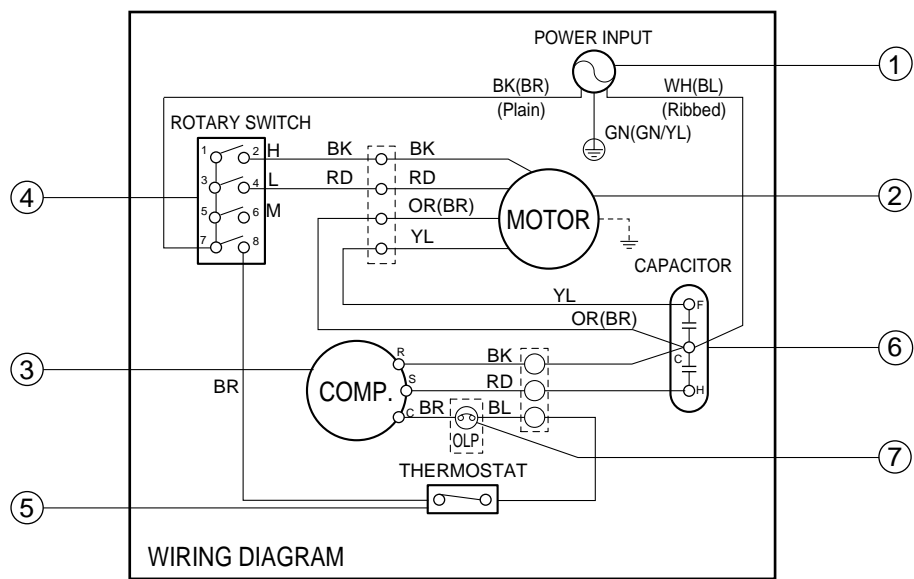 POWER INPUT
1
BK(BR)
WH(BL)
(Plain)
(Ribbed)
GN(GN/YL)
ROTARY SWITCH
1
2
H
BK
BK
3
4
L
RD
RD
4
5
6
M
OR(BR)
MOTOR
2
7
8
YL
CAPACITOR
YL
F
OR(BR)
C
6
3
R
BK
COMP.
S
RD
H
BR
C
BR
BL
OLP
7
THERMOSTAT
5
WIRING DIAGRAM